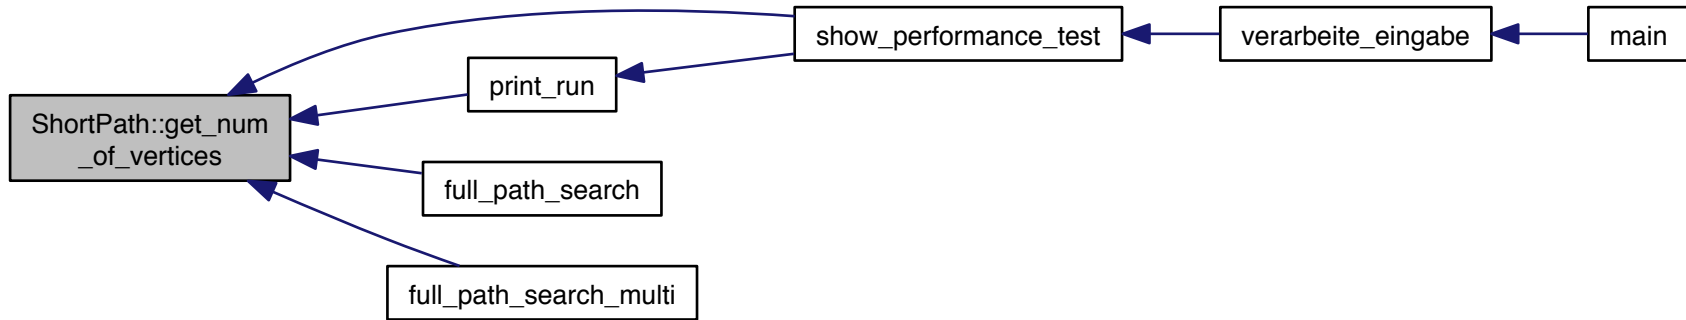 show_performance_test
verarbeite_eingabe
main
print_run
ShortPath::get_num
_of_vertices
full_path_search
full_path_search_multi